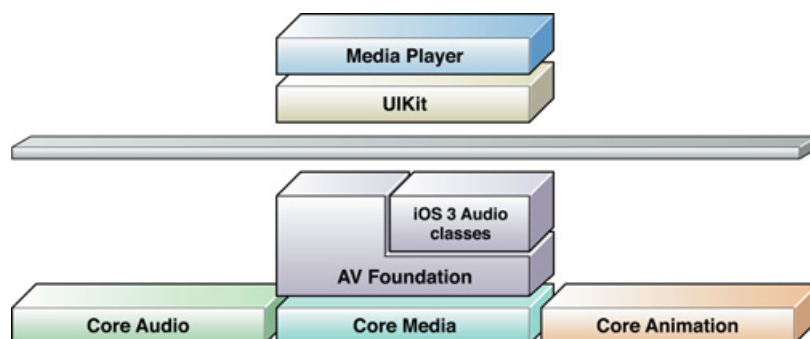 Media Player
UIKit
iOS 3 Audio
classes
AV Foundation
Core Audio
Core Media
Core Animation